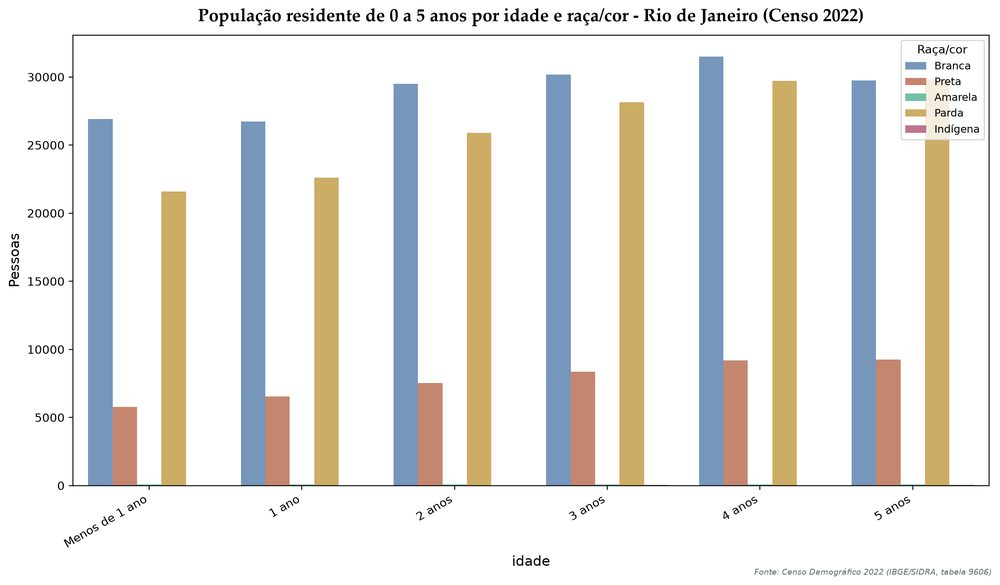 População residente de 0 a 5 anos por idade e raça/cor - Rio de Janeiro (Censo 2022)
Raça/cor
Branca
Preta
Amarela
Parda
Indígena
Pessoas
30000
25000
20000
15000
10000
5000
0
Menos de 1 ano
1 ano
2 anos
3 anos
4 anos
5 anos
idade
Fonte: Censo Demográfico 2022 (IBGE/SIDRA, tabela 9606)